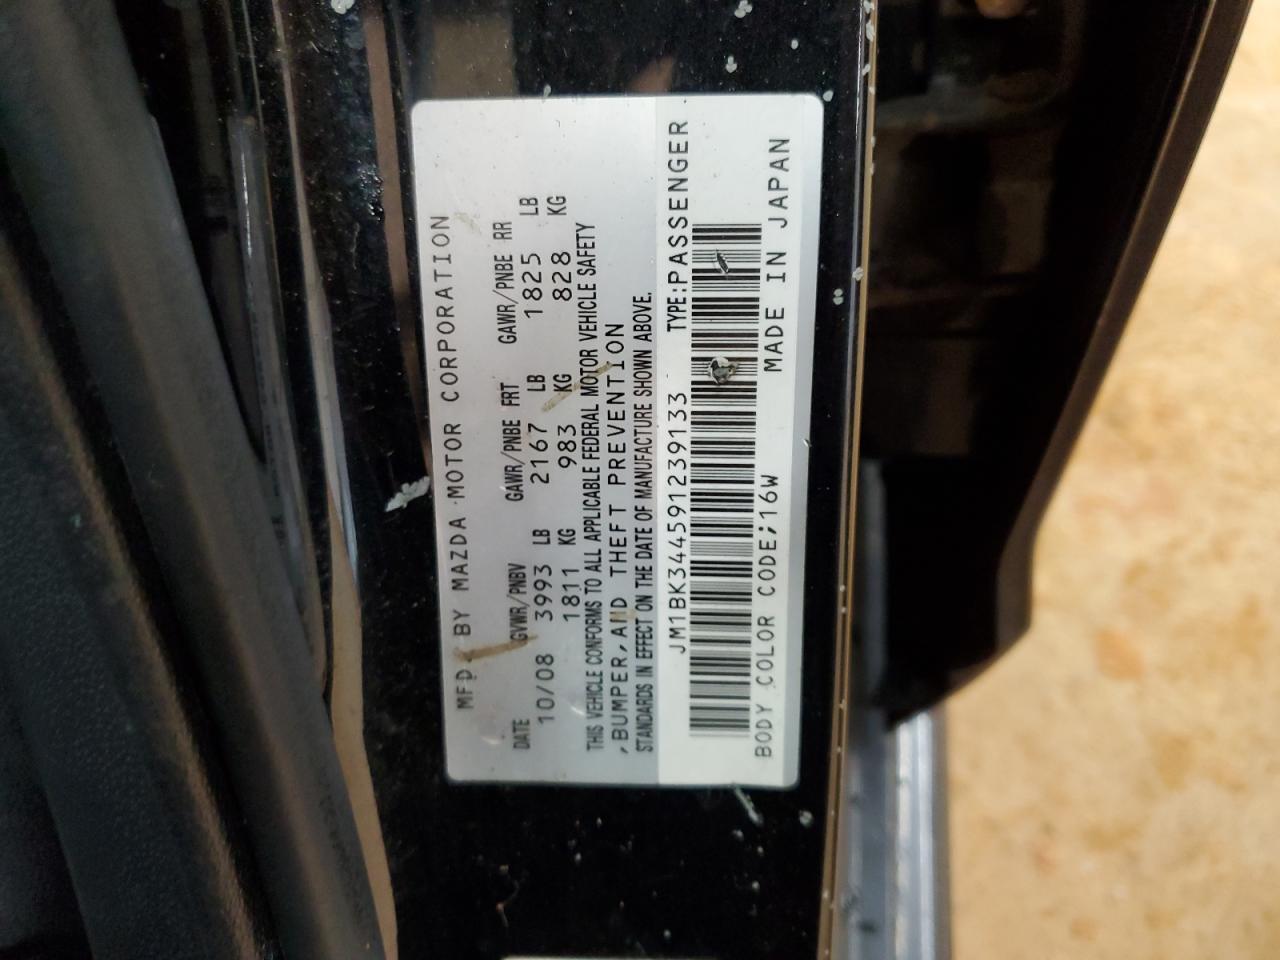 MFD. BY MAZDA MOTOR CORPORATION
DATE GVWR/PNBV GAWR/PNBE FRT GAWR/PNBE RR
10/08 3993 LB 2167 LB 1825 LB
1811 KG 983 KG 828 KG
THIS VEHICLE CONFORMS TO ALL APPLICABLE FEDERAL MOTOR VEHICLE SAFETY
,BUMPER,AND THEFT PREVENTION
STANDARDS IN EFFECT ON THE DATE OF MANUFACTURE SHOWN ABOVE.
JM1BK344591239133 TYPE:PASSENGER
BODY COLOR CODE;16W MADE IN JAPAN